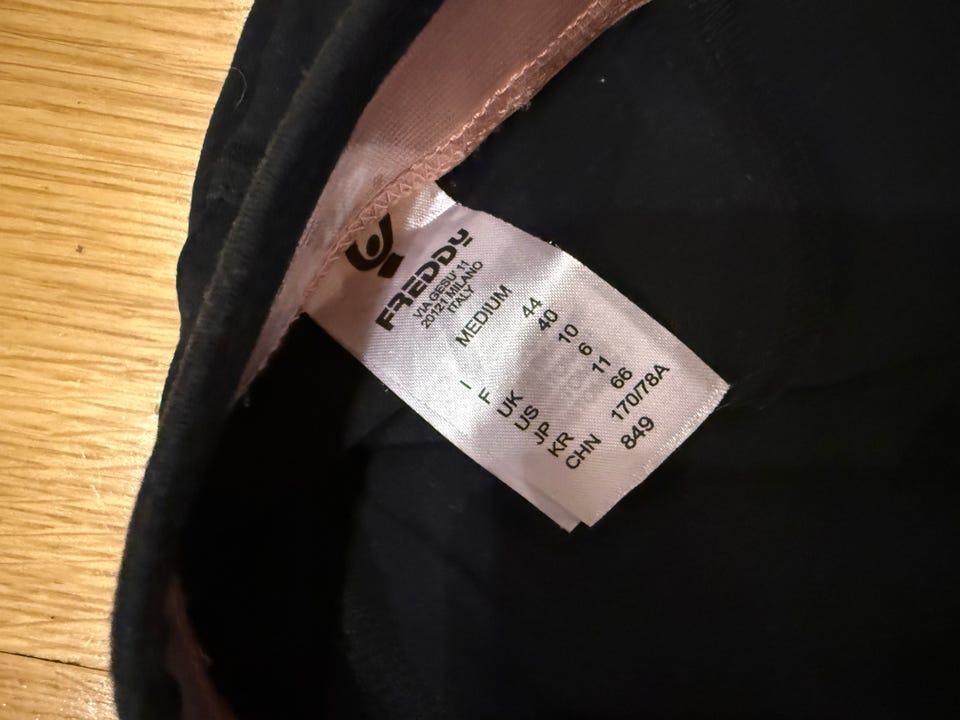 FREDDY
VIA GESU' 11
20121 MILANO
ITALY
MEDIUM
I 44
F 40
UK 10
US 6
JP 11
KR 66
CHN 170/78A
849